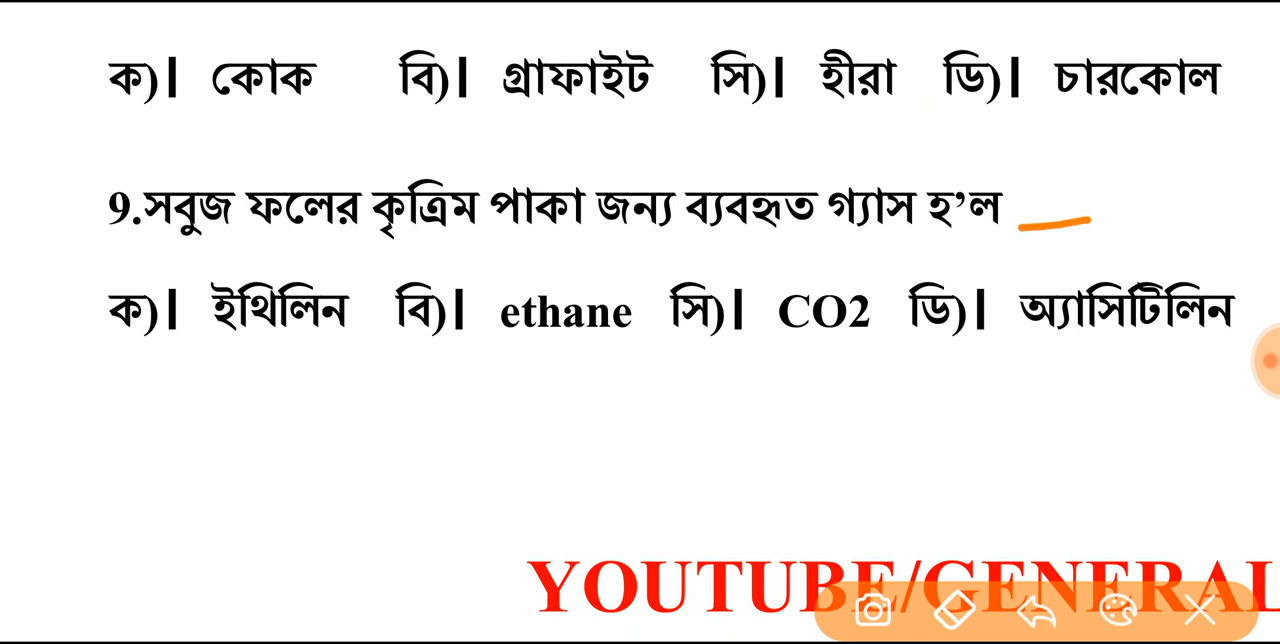 ক)। কোক বি)। গ্রাফাইট সি)। হীরা ডি)। চারকোল
9.সবুজ ফলের কৃত্রিম পাকা জন্য ব্যবহৃত গ্যাস হ’ল
ক)। ইথিলিন বি)। ethane সি)। CO2 ডি)। অ্যাসিটিলিন
YOUTUBE/GENERAL